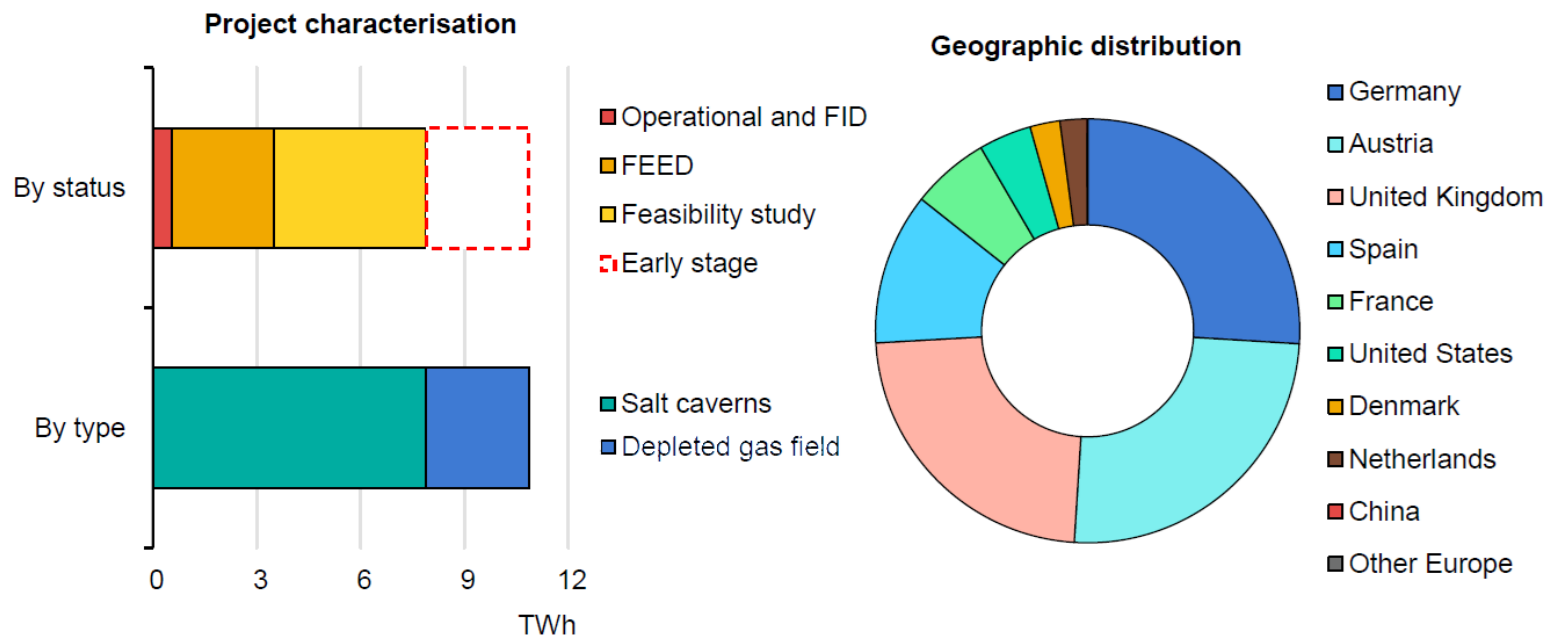 Project characterisation
By status
By type
0 3 6 9 12
TWh
Operational and FID
FEED
Feasibility study
Early stage
Salt caverns
Depleted gas field
Geographic distribution
Germany
Austria
United Kingdom
Spain
France
United States
Denmark
Netherlands
China
Other Europe